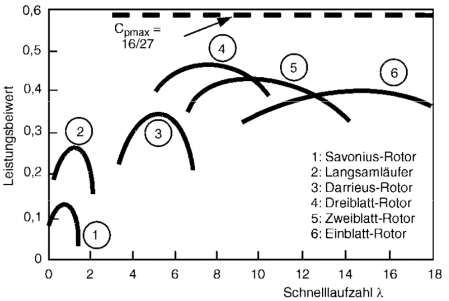 0,6
C pmax =
16/27
0,5
0,4
0,3
0,2
0,1
0
Leistungsbeiwert
4
5
6
2
3
1
1: Savonius-Rotor
2: Langsamläufer
3: Darrieus-Rotor
4: Dreiblatt-Rotor
5: Zweiblatt-Rotor
6: Einblatt-Rotor
0 2 4 6 8 10 12 14 16 18
Schnelllaufzahl λ